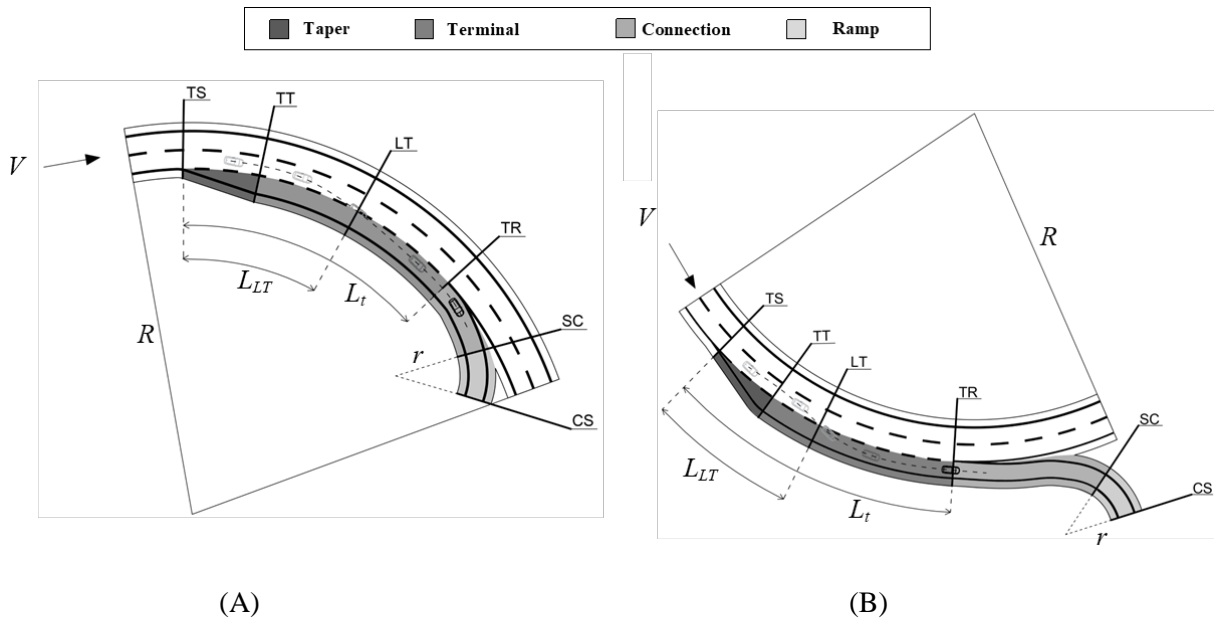 Taper Terminal Connection Ramp
TS
TT
LT
TR
SC
CS
V
L_LT
L_t
R
r
V
R
TS
TT
LT
TR
SC
CS
L_LT
L_t
r
(A) (B)